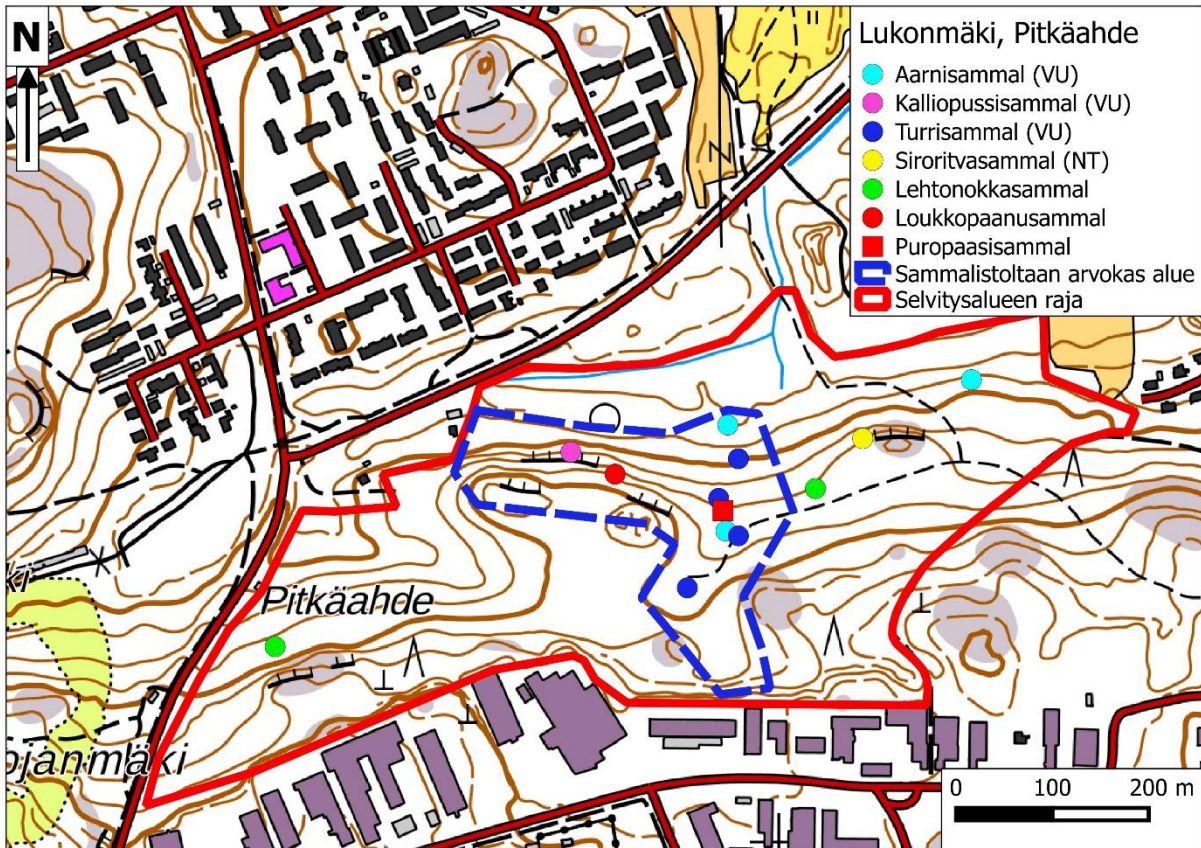 N
Lukonmäki, Pitkäahde
Aarnisammal (VU)
Kalliopussisammal (VU)
Turrisammal (VU)
Siroritvasammal (NT)
Lehtonokkasammal
Loukkopaanusammal
Puropaasisammal
Sammalistoltaan arvokas alue
Selvitysalueen raja
Pitkäahde
ki
ojanmäki
0 100 200 m